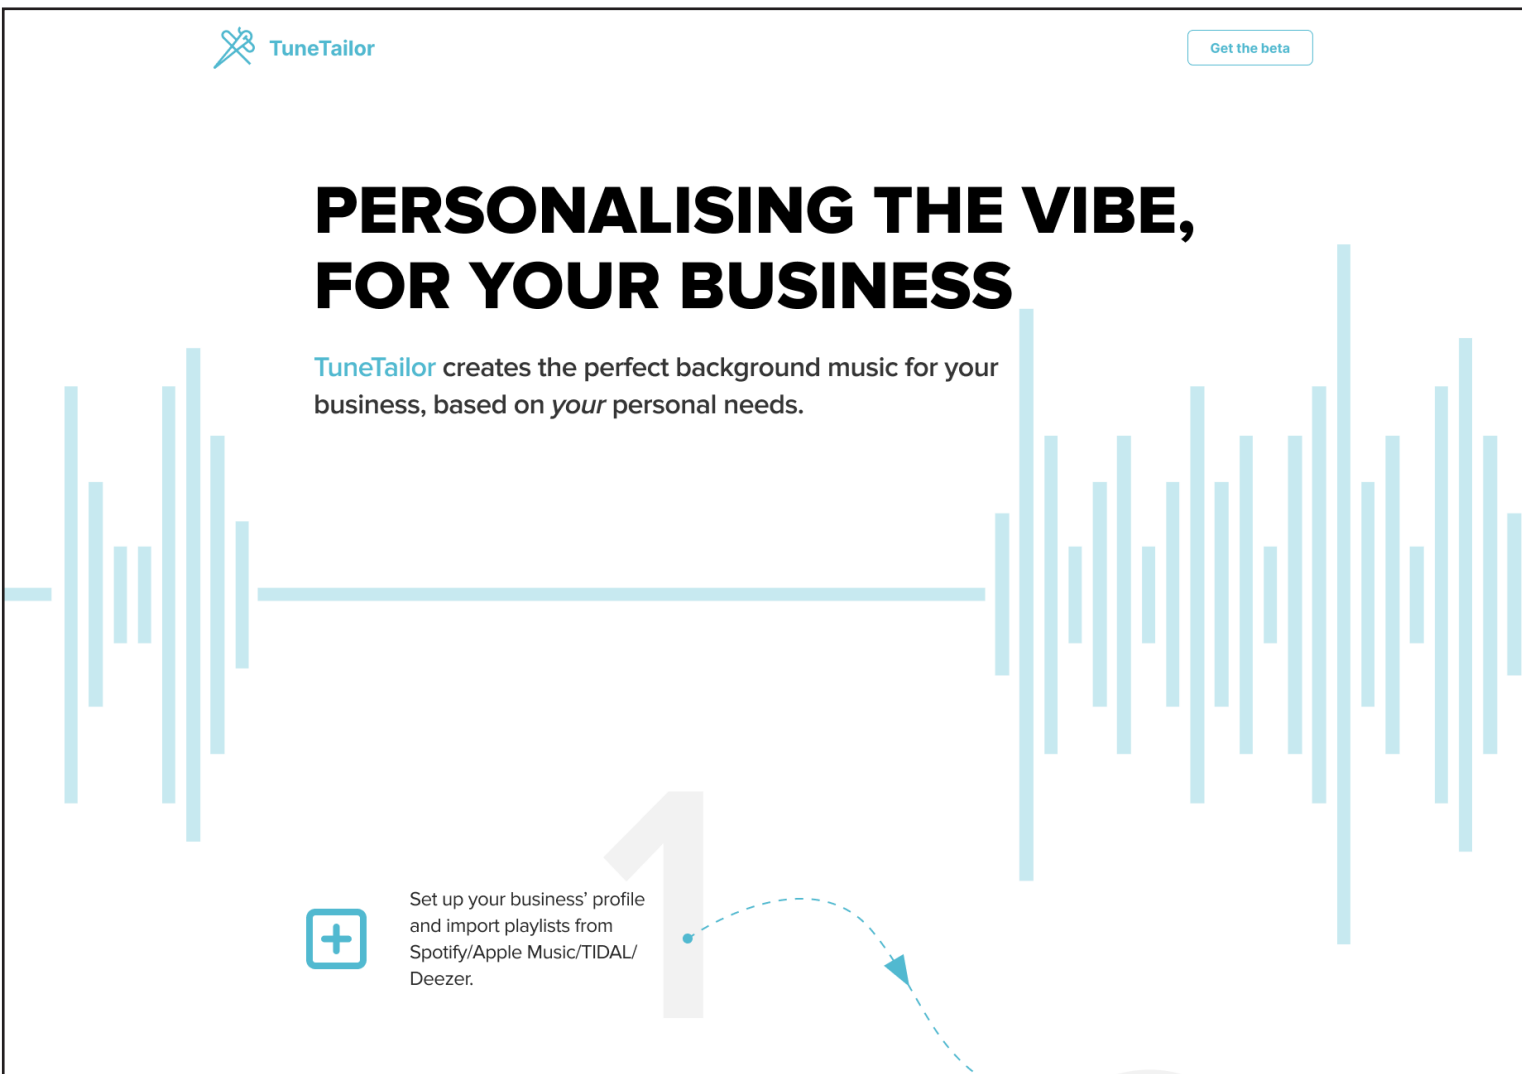 TuneTailor
Get the beta
PERSONALISING THE VIBE,
FOR YOUR BUSINESS
TuneTailor creates the perfect background music for your
business, based on your personal needs.
1
Set up your business’ profile
and import playlists from
Spotify/Apple Music/TIDAL/
Deezer.